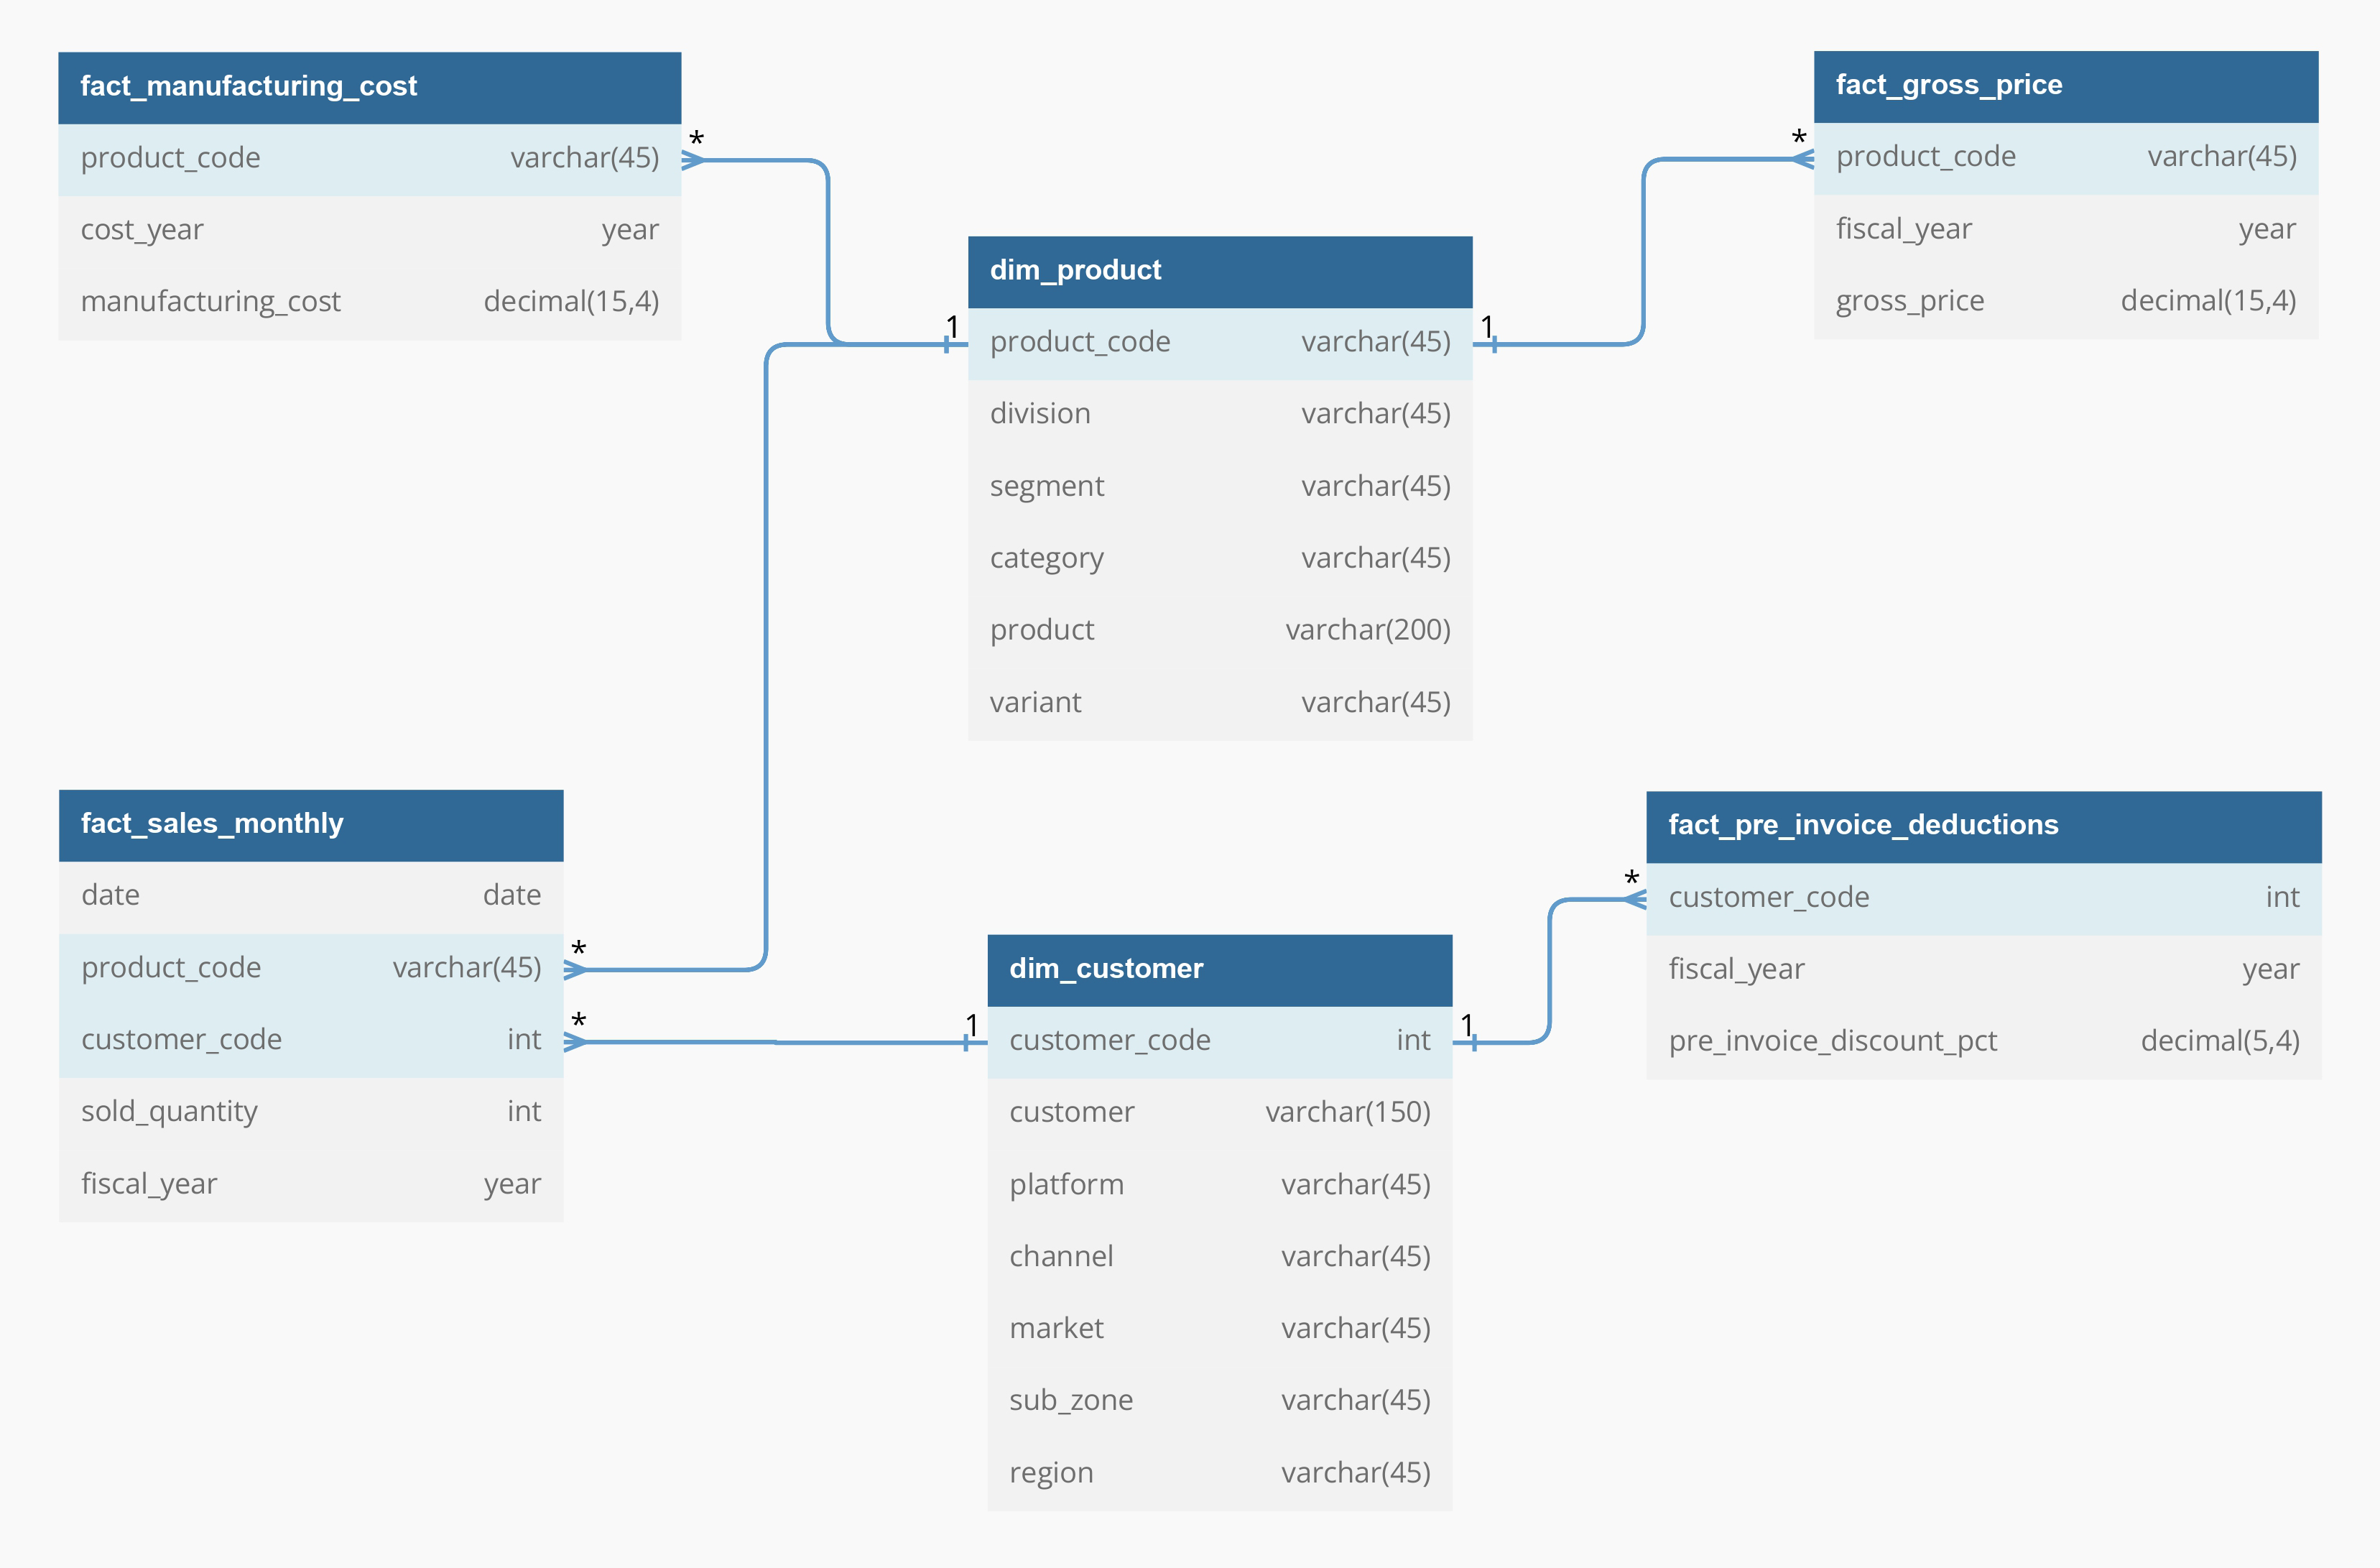 fact_manufacturing_cost
product_code varchar(45)
cost_year year
manufacturing_cost decimal(15,4)
*
fact_gross_price
product_code varchar(45)
fiscal_year year
gross_price decimal(15,4)
*
dim_product
1 product_code varchar(45) 1
division varchar(45)
segment varchar(45)
category varchar(45)
product varchar(200)
variant varchar(45)
fact_sales_monthly
date date
product_code varchar(45) *
customer_code int *
sold_quantity int
fiscal_year year
dim_customer
1 customer_code int 1
customer varchar(150)
platform varchar(45)
channel varchar(45)
market varchar(45)
sub_zone varchar(45)
region varchar(45)
fact_pre_invoice_deductions
* customer_code int
fiscal_year year
pre_invoice_discount_pct decimal(5,4)